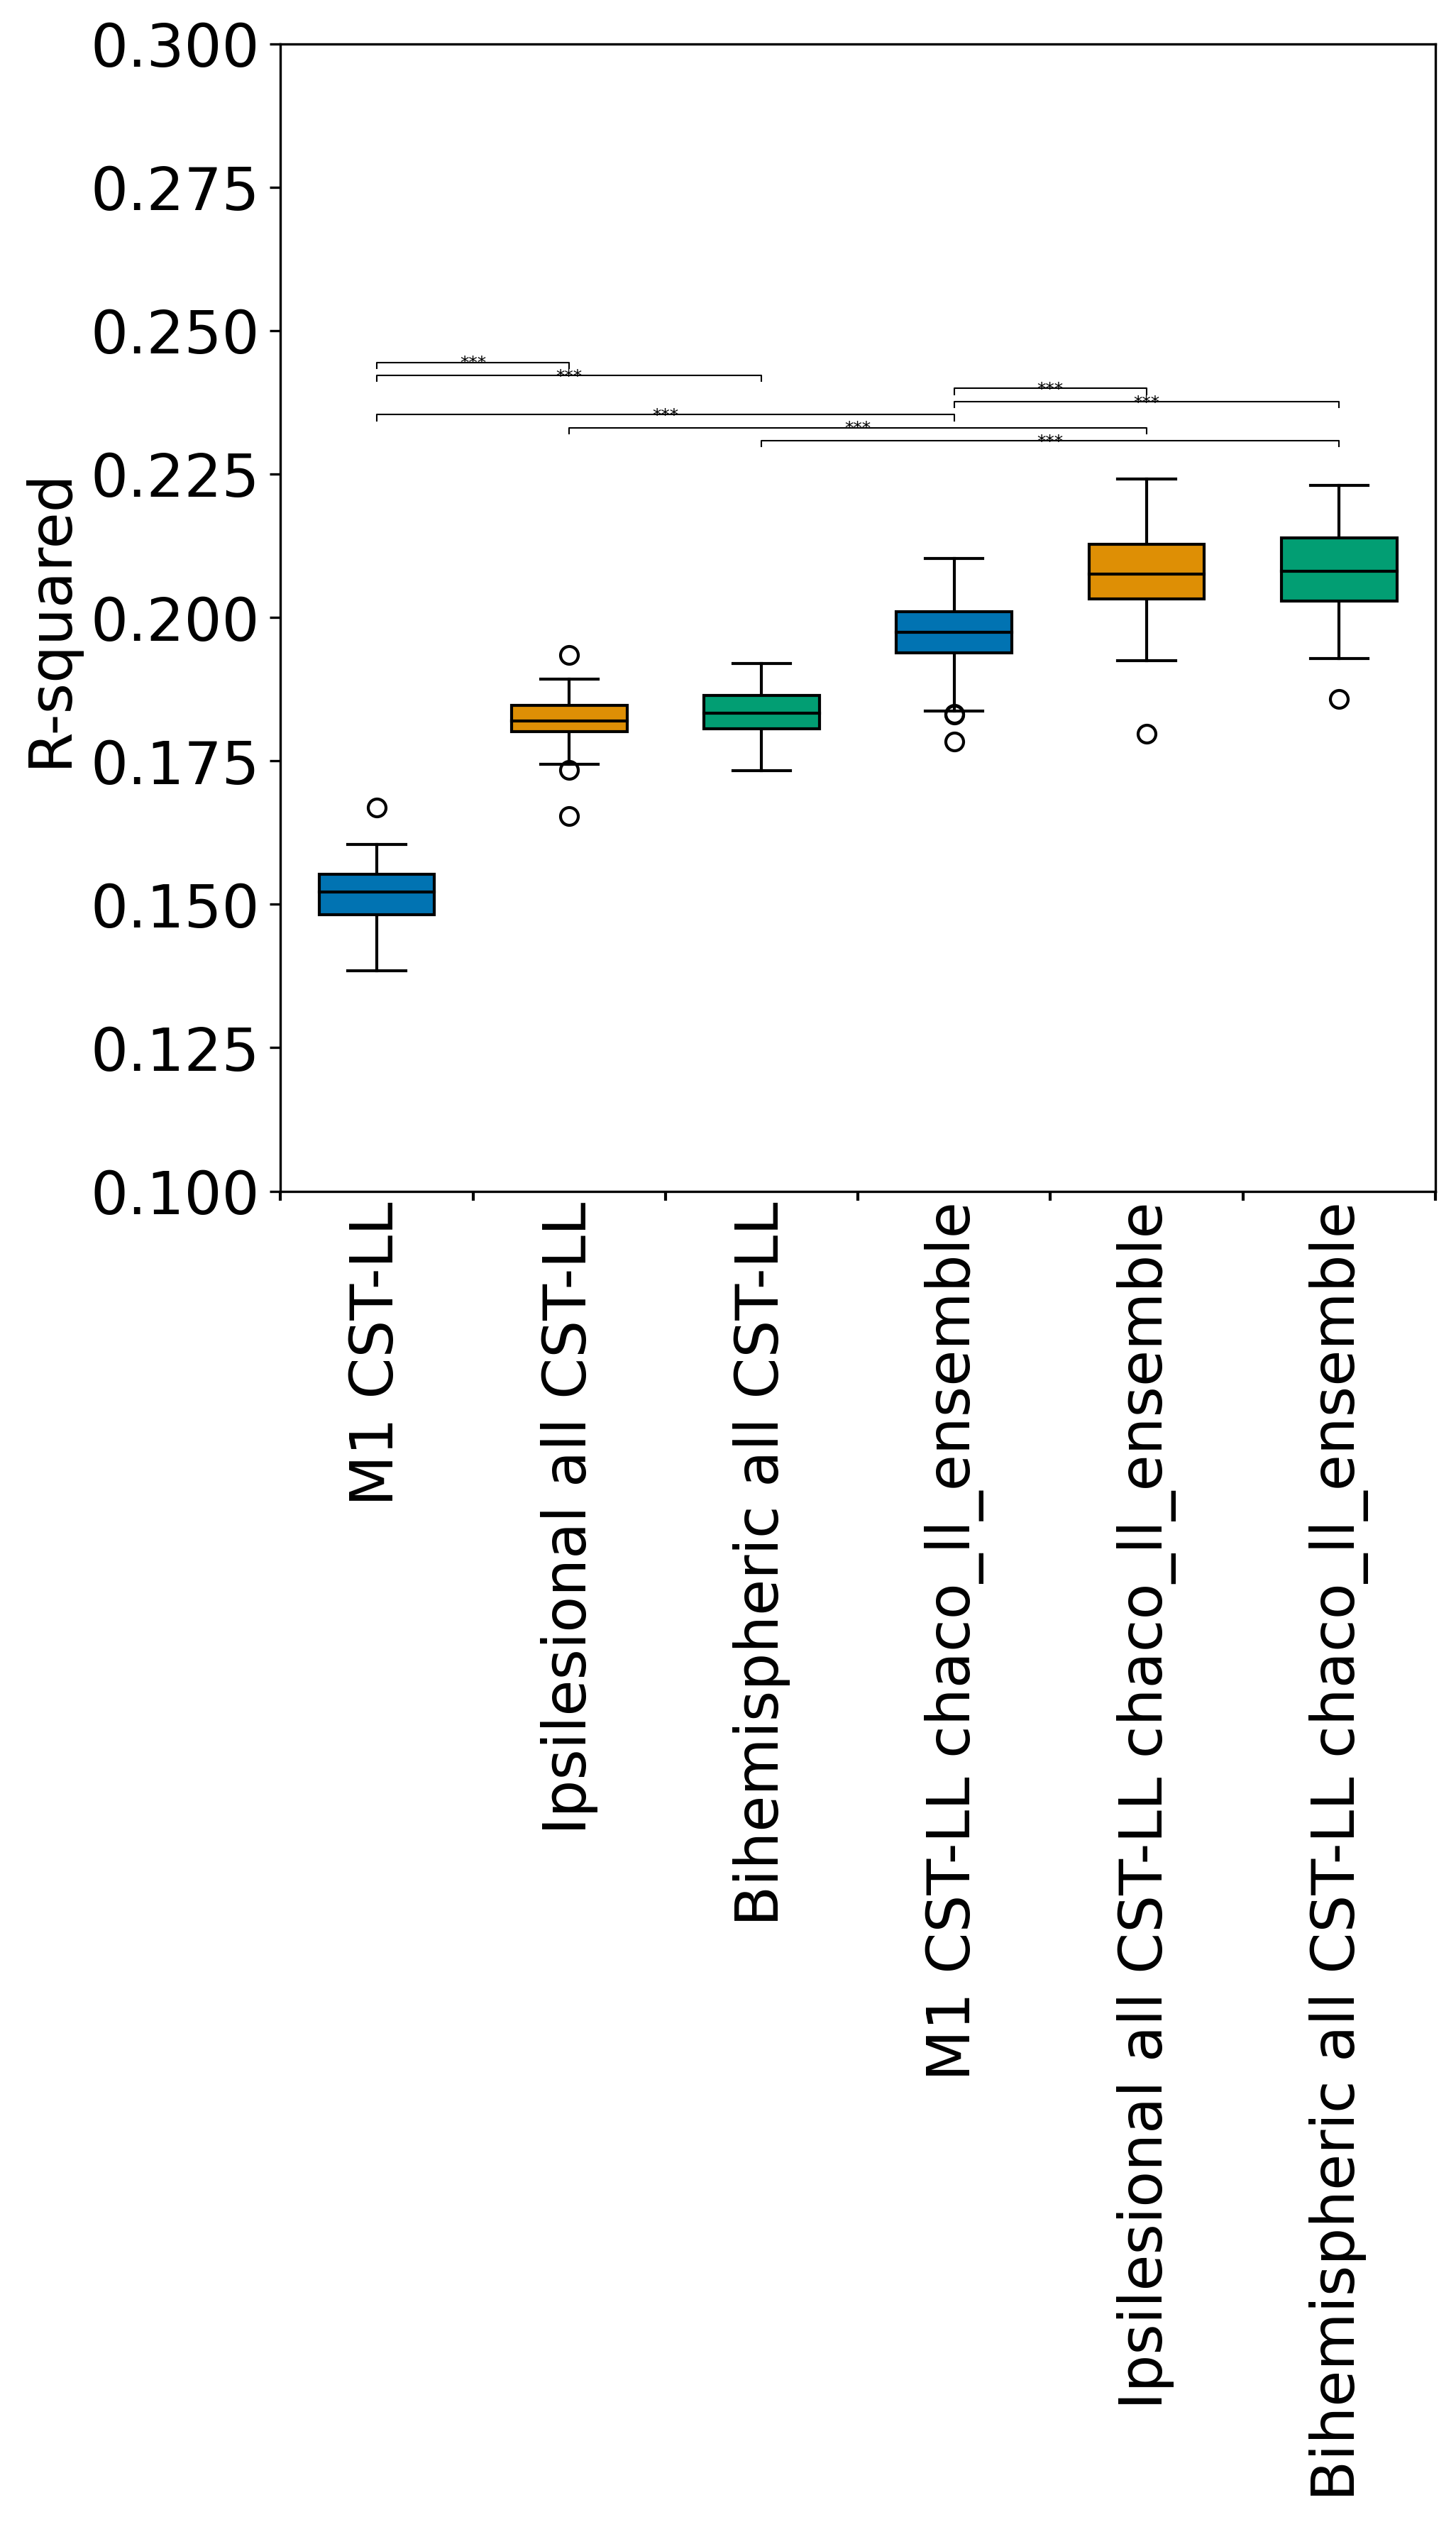 0.300
0.275
0.250
0.225
0.200
0.175
0.150
0.125
0.100
R-squared
***
***
***
***
***
***
***
M1 CST-LL
Ipsilesional all CST-LL
Bihemispheric all CST-LL
M1 CST-LL chaco_ll_ensemble
Ipsilesional all CST-LL chaco_ll_ensemble
Bihemispheric all CST-LL chaco_ll_ensemble